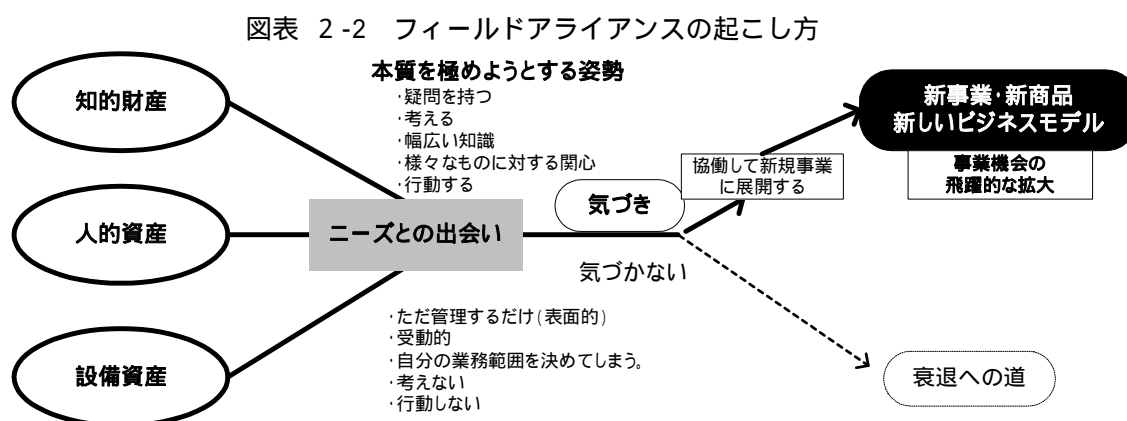 図表 2-2 フィールドアライアンスの起こし方
知的財産
人的資産
設備資産
本質を極めようとする姿勢
・疑問を持つ
・考える
・幅広い知識
・様々なものに対する関心
・行動する
ニーズとの出会い
気づき
気づかない
・ただ管理するだけ(表面的)
・受動的
・自分の業務範囲を決めてしまう。
・考えない
・行動しない
協働して新規事業
に展開する
新事業・新商品
新しいビジネスモデル
事業機会の
飛躍的な拡大
衰退への道